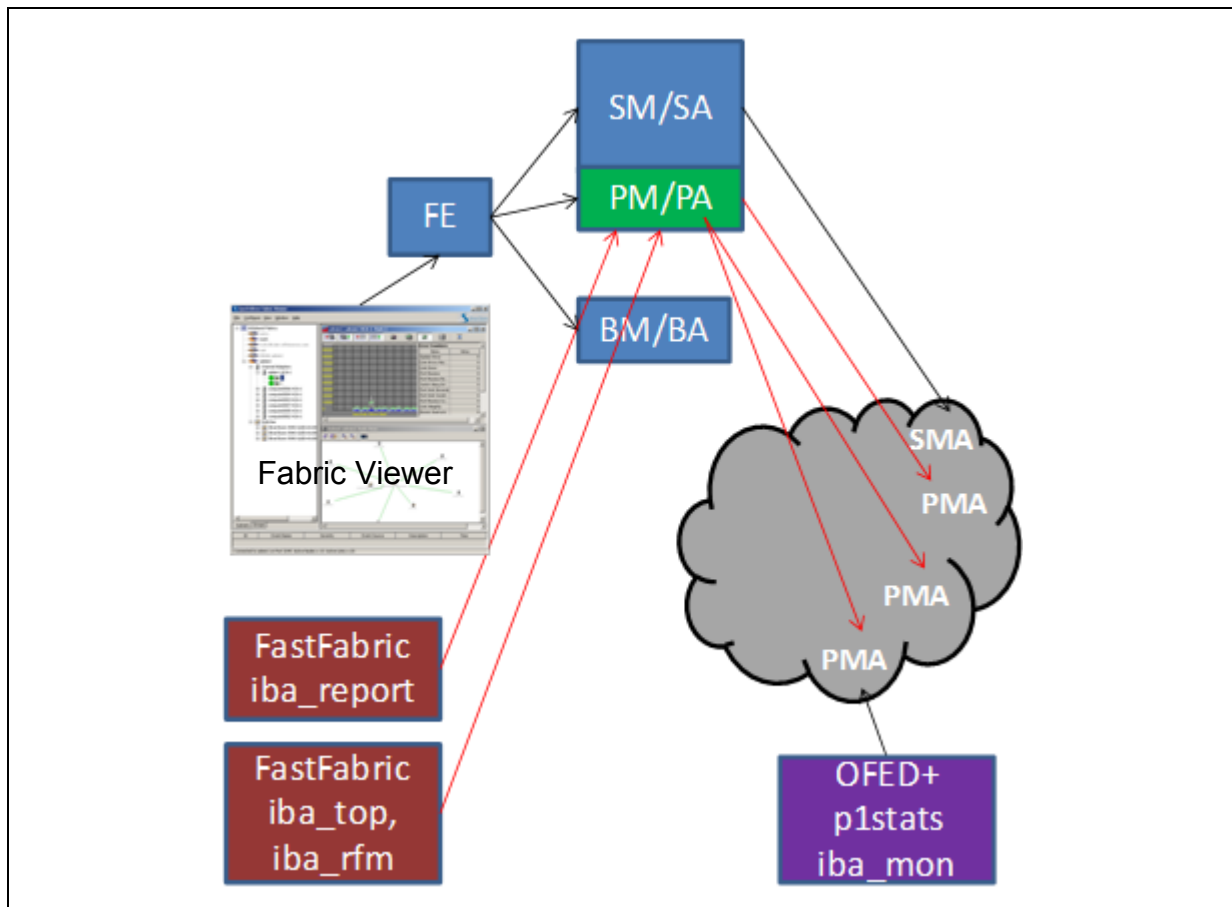 SM/SA
PM/PA
FE
BM/BA
Fabric Viewer
SMA
PMA
PMA
PMA
FastFabric
iba_report
FastFabric
iba_top,
iba_rfm
OFED+
p1stats
iba_mon